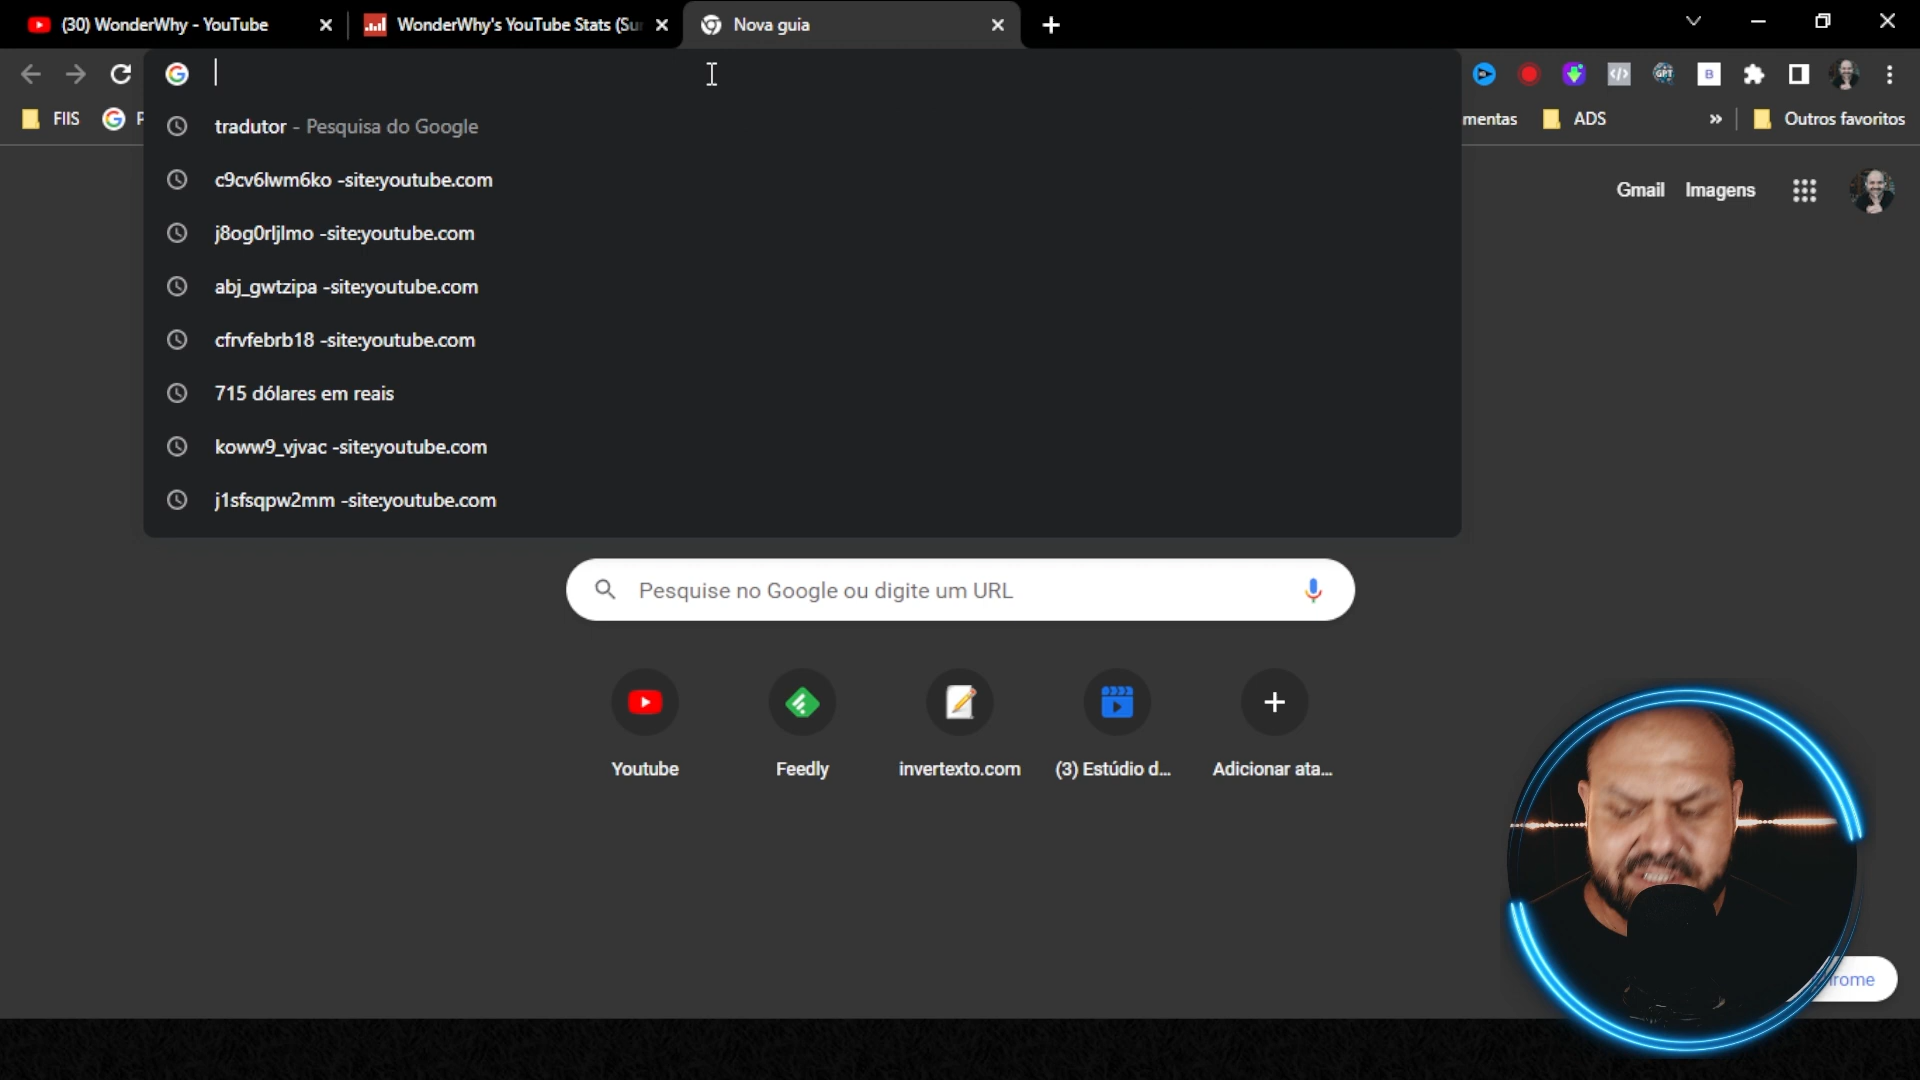 (30) WonderWhy - YouTube
WonderWhy's YouTube Stats (Su
Nova guia
FIIS
mentas
ADS
»
Outros favoritos
tradutor - Pesquisa do Google
c9cv6lwm6ko -site:youtube.com
j8og0rljlmo -site:youtube.com
abj_gwtzipa -site:youtube.com
cfrvfebrb18 -site:youtube.com
715 dólares em reais
koww9_vjvac -site:youtube.com
j1sfsqpw2mm -site:youtube.com
GPT
B
Gmail
Imagens
Pesquise no Google ou digite um URL
Youtube
Feedly
invertexto.com
(3) Estúdio d...
Adicionar ata...
rome